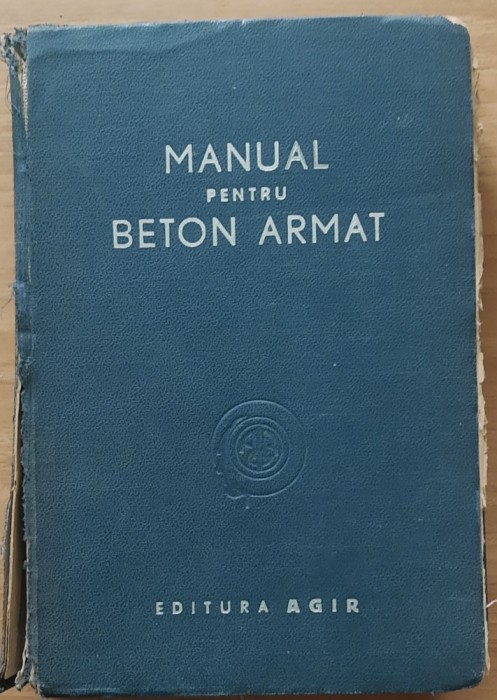 MANUAL
PENTRU
BETON ARMAT
EDITURA AGIR